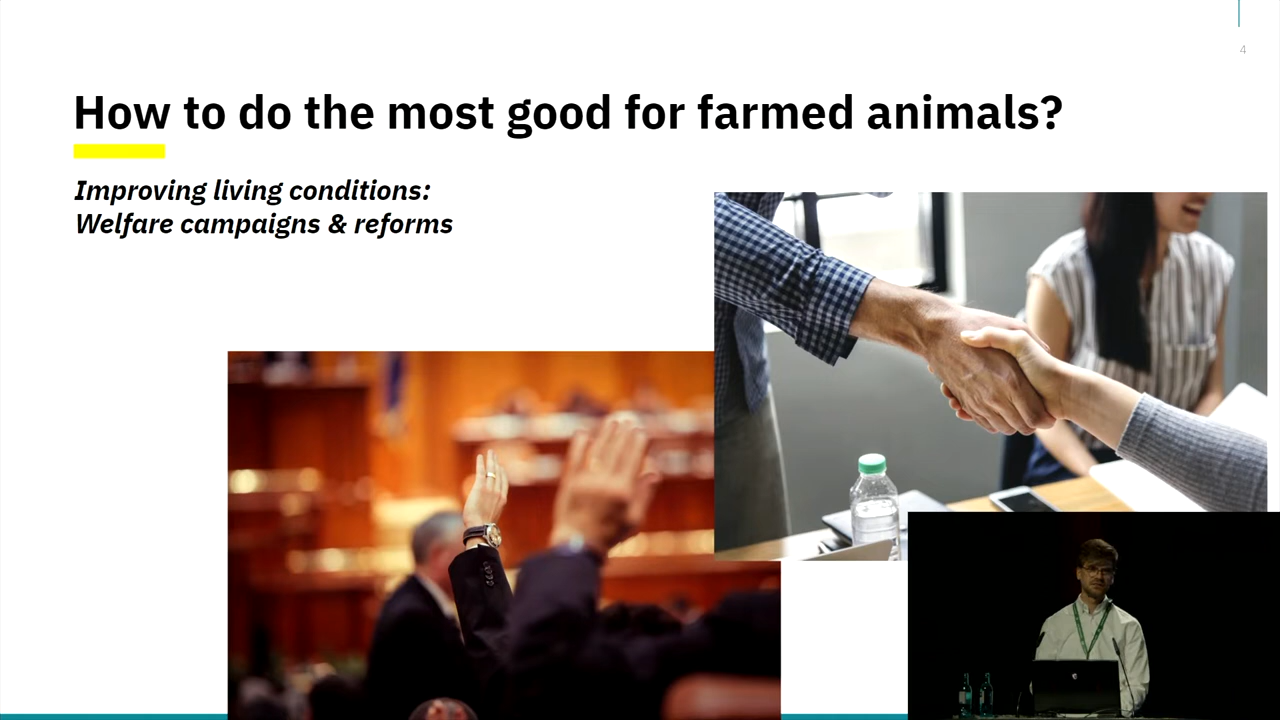 4
How to do the most good for farmed animals?
Improving living conditions:
Welfare campaigns & reforms